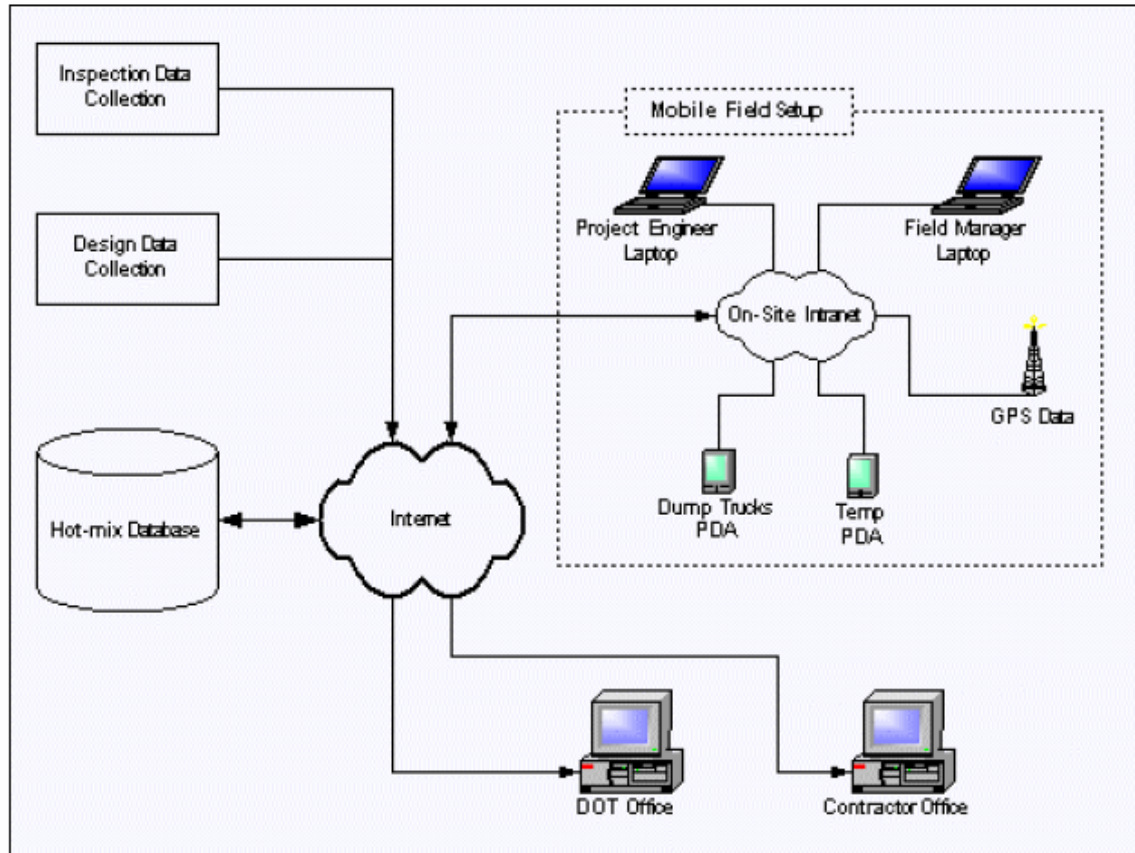 Inspection Data
Collection
Mobile Field Setup
Project Engineer
Laptop
Field Manager
Laptop
Design Data
Collection
On-Site Intranet
GPS Data
Hot-mix Database
Internet
Dump Trucks
PDA
Temp
PDA
DOT Office
Contractor Office